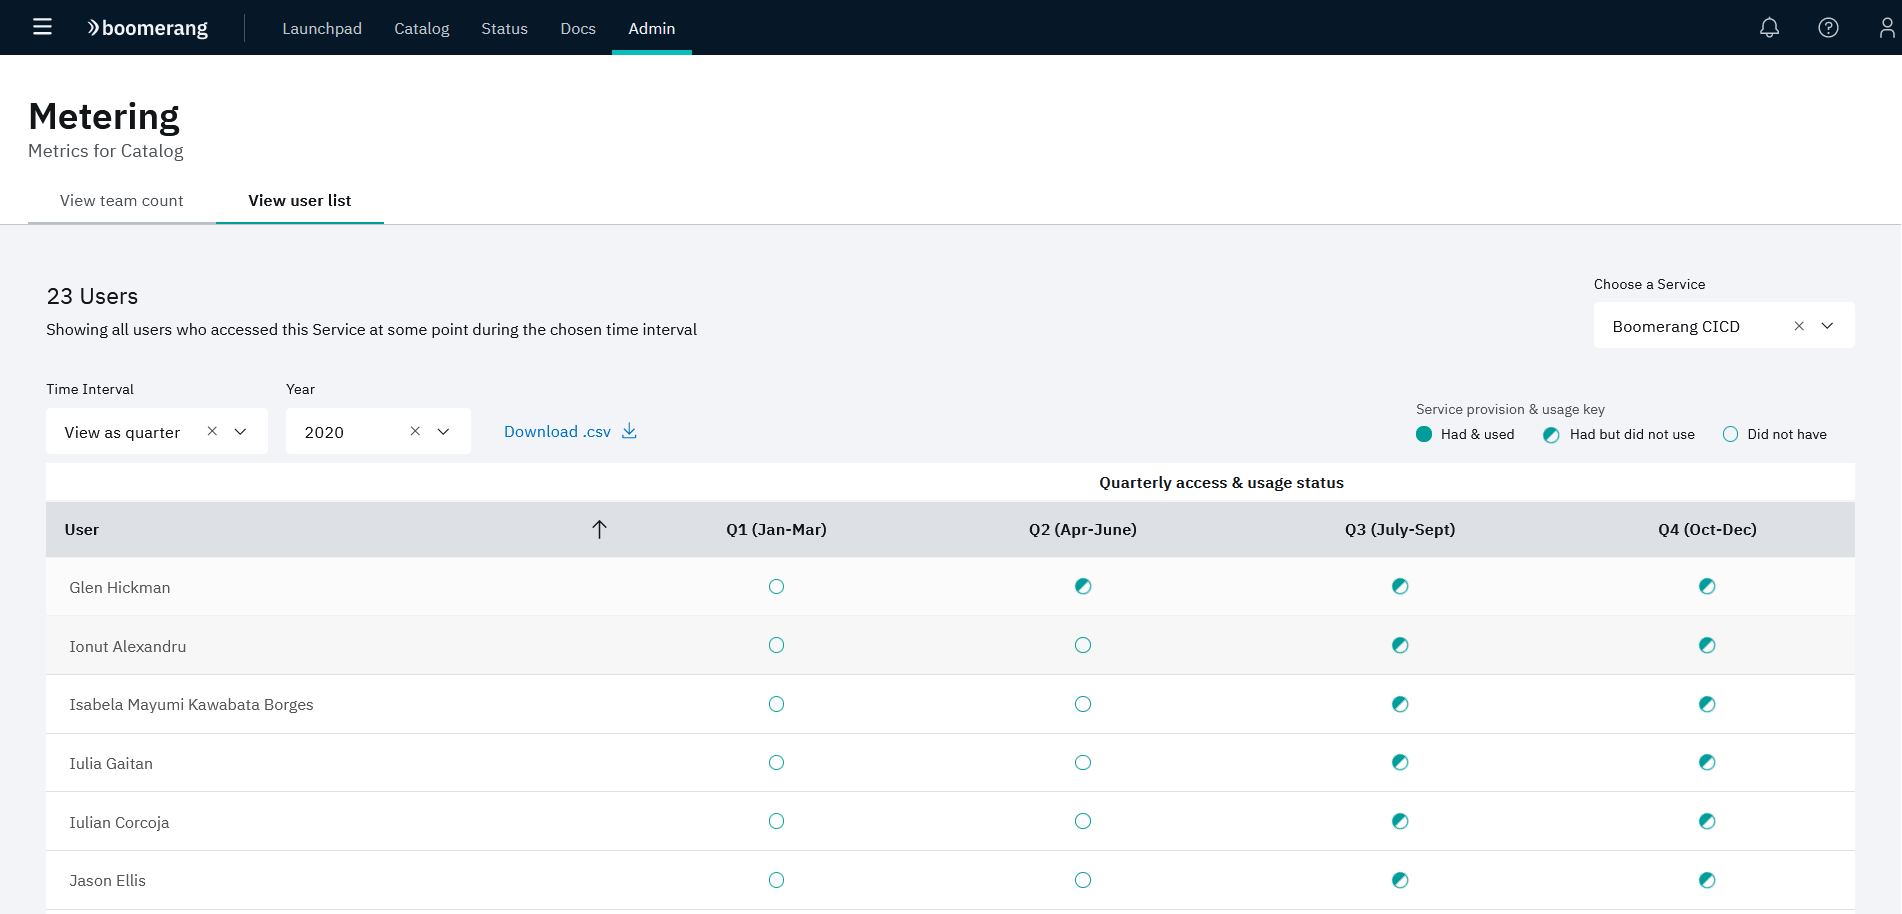 boomerang
Launchpad
Catalog
Status
Docs
Admin
Metering
Metrics for Catalog
View team count
View user list
23 Users
Showing all users who accessed this Service at some point during the chosen time interval
Choose a Service
Boomerang CICD
Time Interval
Year
View as quarter
2020
Download .csv
Service provision & usage key
Had & used
Had but did not use
Did not have
Quarterly access & usage status
User
Q1 (Jan-Mar)
Q2 (Apr-June)
Q3 (July-Sept)
Q4 (Oct-Dec)
Glen Hickman
Ionut Alexandru
Isabela Mayumi Kawabata Borges
Iulia Gaitan
Iulian Corcoja
Jason Ellis